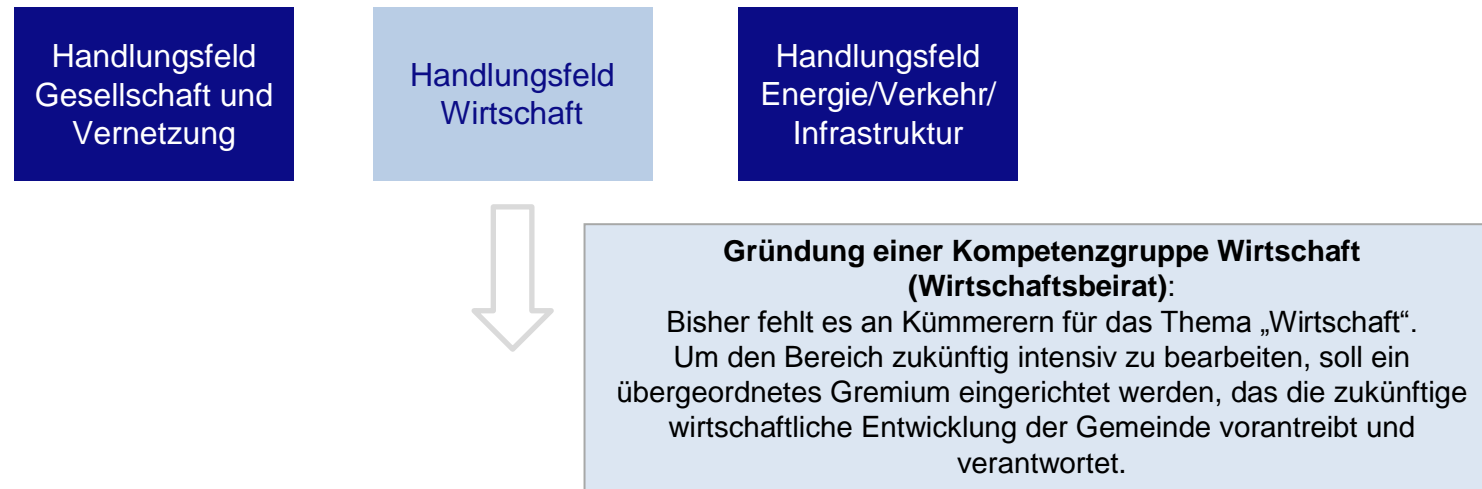 Handlungsfeld
Gesellschaft und
Vernetzung
Handlungsfeld
Wirtschaft
Handlungsfeld
Energie/Verkehr/
Infrastruktur
Gründung einer Kompetenzgruppe Wirtschaft
(Wirtschaftsbeirat):
Bisher fehlt es an Kümmerern für das Thema „Wirtschaft“.
Um den Bereich zukünftig intensiv zu bearbeiten, soll ein
übergeordnetes Gremium eingerichtet werden, das die zukünftige
wirtschaftliche Entwicklung der Gemeinde vorantreibt und
verantwortet.